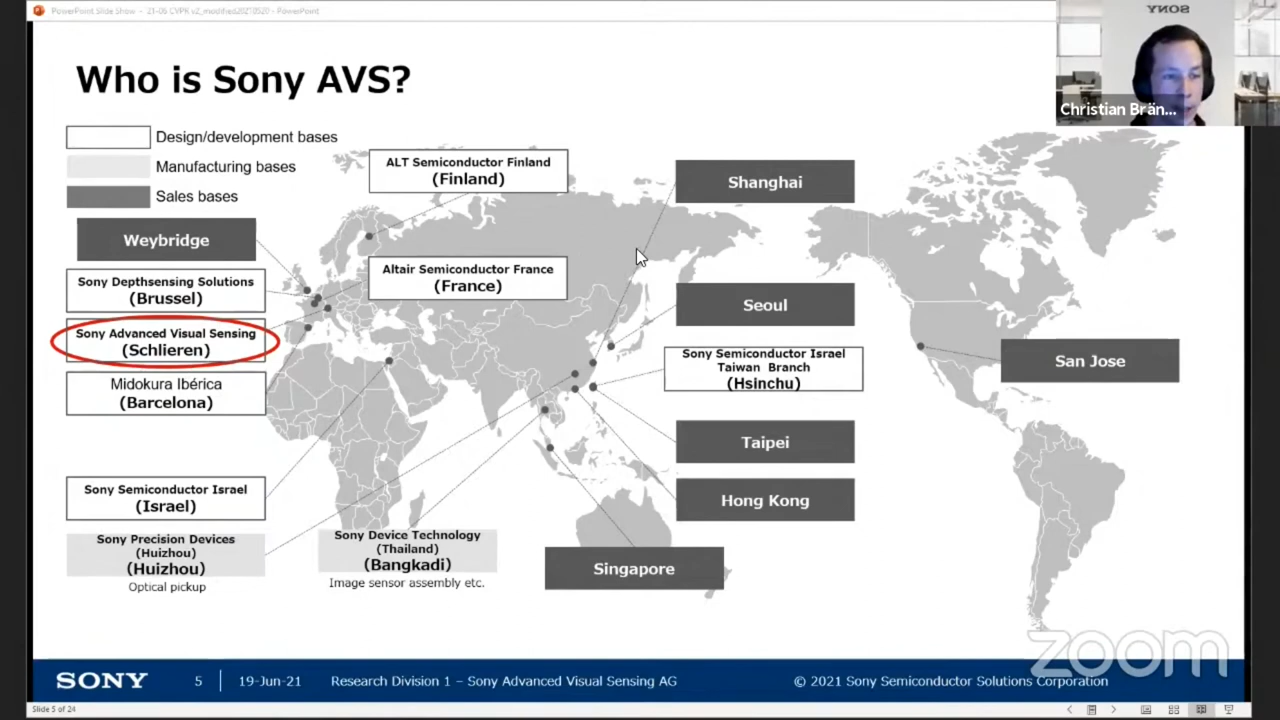 PowerPoint Slide Show - 21-06 CVPR v2_modified20210520 - PowerPoint
SONY
Christian Brän...
Who is Sony AVS?
Design/development bases
Manufacturing bases
Sales bases
ALT Semiconductor Finland
(Finland)
Shanghai
Weybridge
Altair Semiconductor France
(France)
Sony Depthsensing Solutions
(Brussel)
Seoul
Sony Advanced Visual Sensing
(Schlieren)
Sony Semiconductor Israel
Taiwan Branch
(Hsinchu)
San Jose
Midokura Ibérica
(Barcelona)
Taipei
Sony Semiconductor Israel
(Israel)
Hong Kong
Sony Precision Devices
(Huizhou)
(Huizhou)
Optical pickup
Sony Device Technology
(Thailand)
(Bangkadi)
Image sensor assembly etc.
Singapore
zoom
SONY
5
19-Jun-21
Research Division 1 – Sony Advanced Visual Sensing AG
© 2021 Sony Semiconductor Solutions Corporation
Slide 5 of 24